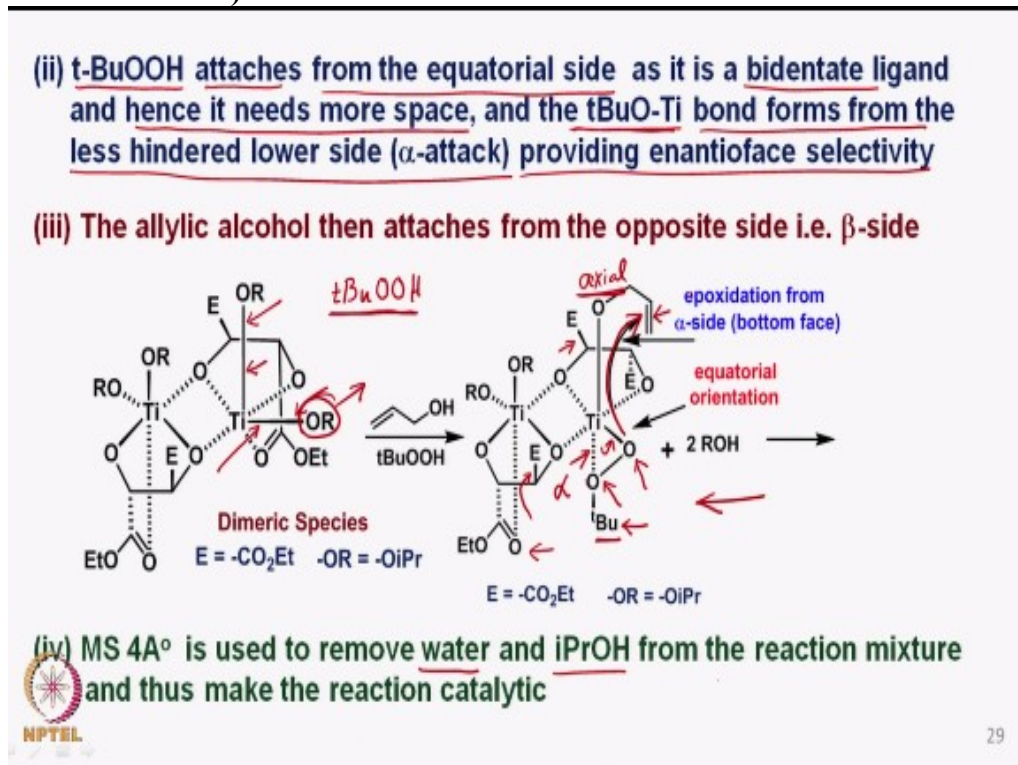 (ii) t-BuOOH attaches from the equatorial side as it is a bidentate ligand
and hence it needs more space, and the tBuO-Ti bond forms from the
less hindered lower side (α-attack) providing enantioface selectivity
(iii) The allylic alcohol then attaches from the opposite side i.e. β-side
E OR
tBuOOH
OR
RO
Ti
O
O
Ti
OR
O
E O
O OEt
EtO O
Dimeric Species
E = -CO₂Et -OR = -OiPr
OH
tBuOOH
axial
O
E
epoxidation from
α-side (bottom face)
OR
RO
Ti
O
E O
equatorial
orientation
Ti
O
E O
O
+ 2 ROH
α
O
ᵗBu
EtO O
E = -CO₂Et -OR = -OiPr
(iv) MS 4Aᵒ is used to remove water and iPrOH from the reaction mixture
and thus make the reaction catalytic
NPTEL
29